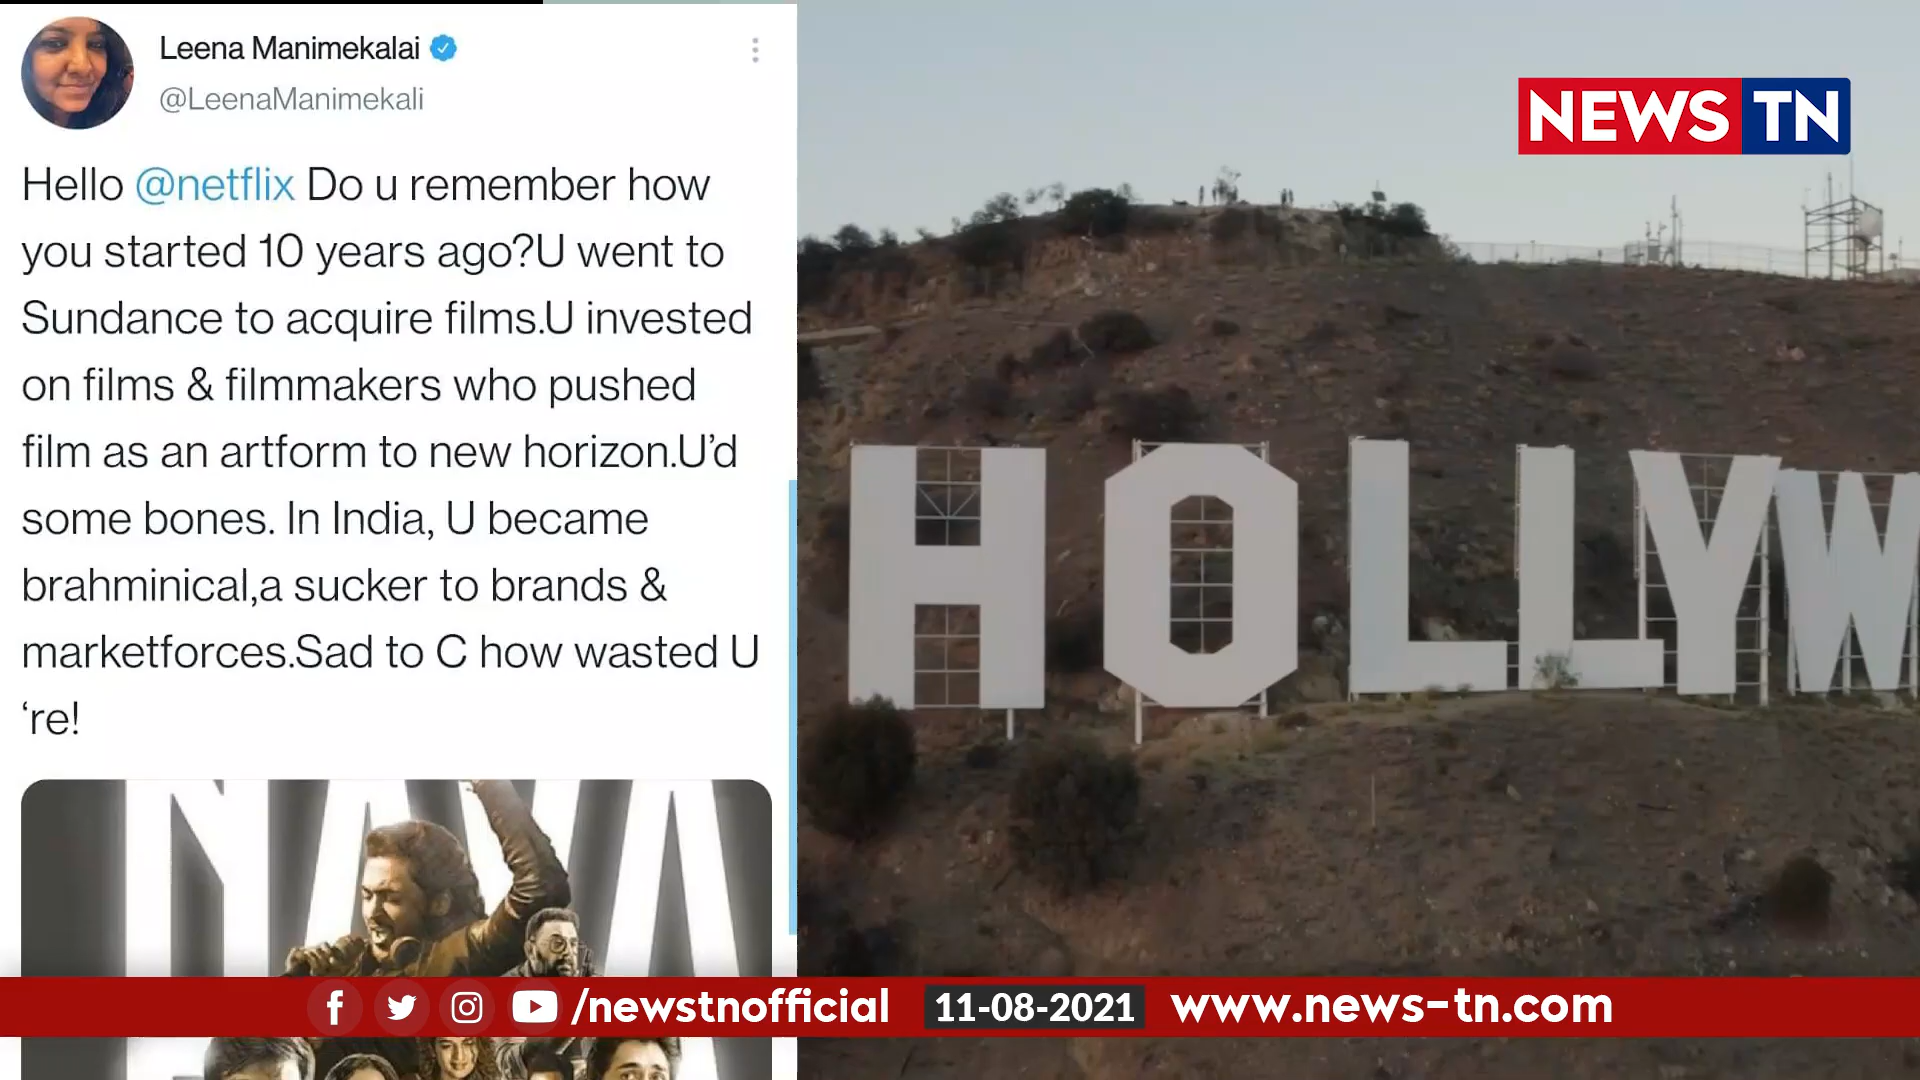 Leena Manimekalai
@LeenaManimekali
Hello @netflix Do u remember how
you started 10 years ago?U went to
Sundance to acquire films.U invested
on films & filmmakers who pushed
film as an artform to new horizon.U’d
some bones. In India, U became
brahminical,a sucker to brands &
marketforces.Sad to C how wasted U
‘re!
NAVA
NEWS TN
HOLLYW
/newstnofficial 11-08-2021 www.news-tn.com